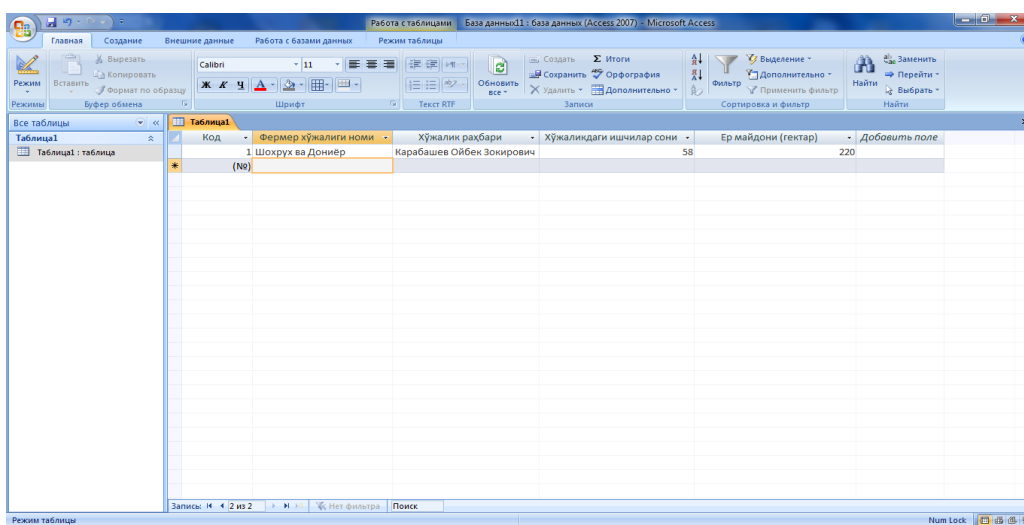 Работа с таблицами База данных11 : база данных (Access 2007) - Microsoft Access
Главная Создание Внешние данные Работа с базами данных Режим таблицы
Режим
Режимы
Вставить
Вырезать
Копировать
Формат по образцу
Буфер обмена
Calibri 11
Ж К Ч А
Шрифт
Текст RTF
Обновить все
Создать Σ Итоги
Сохранить Орфография
Удалить Дополнительно
Записи
Фильтр
Выделение
Дополнительно
Применить фильтр
Сортировка и фильтр
Найти
Заменить
Перейти
Выбрать
Найти
Все таблицы
Таблица1
Таблица1 : таблица
Таблица1
Код Фермер хўжалиги номи Хўжалик раҳбари Хўжаликдаги ишчилар сони Ер майдони (гектар) Добавить поле
1 Шохрух ва Дониёр Карабашев Ойбек Зокирович 58 220
(№)
Запись: 2 из 2 Нет фильтра Поиск
Режим таблицы Num Lock